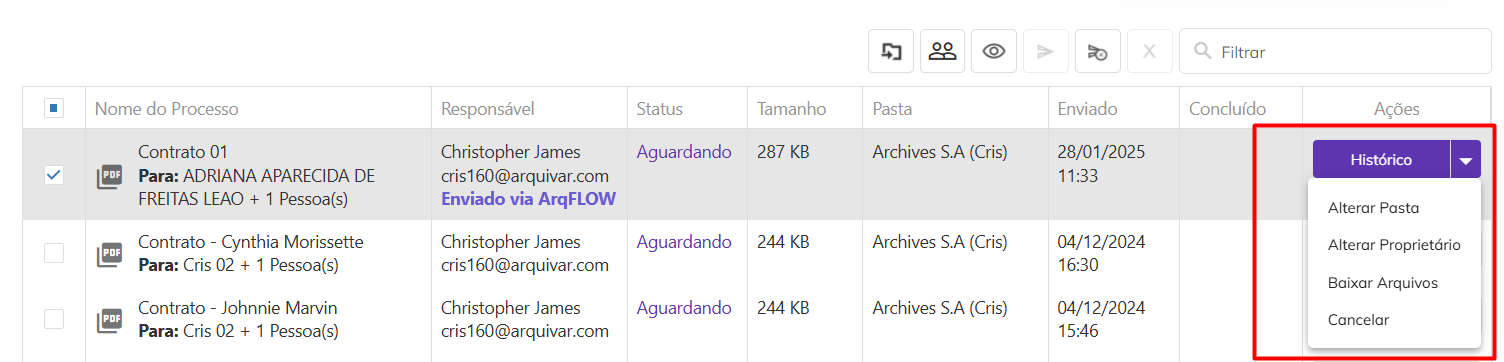 Filtrar
Nome do Processo Responsável Status Tamanho Pasta Enviado Concluído Ações
PDF
Contrato 01
Para: ADRIANA APARECIDA DE
FREITAS LEAO + 1 Pessoa(s)
Christopher James
cris160@arquivar.com
Enviado via ArqFLOW
Aguardando
287 KB
Archives S.A (Cris)
28/01/2025
11:33
Histórico
Alterar Pasta
Alterar Proprietário
Baixar Arquivos
Cancelar
PDF
Contrato - Cynthia Morissette
Para: Cris 02 + 1 Pessoa(s)
Christopher James
cris160@arquivar.com
Aguardando
244 KB
Archives S.A (Cris)
04/12/2024
16:30
PDF
Contrato - Johnnie Marvin
Para: Cris 02 + 1 Pessoa(s)
Christopher James
cris160@arquivar.com
Aguardando
244 KB
Archives S.A (Cris)
04/12/2024
15:46